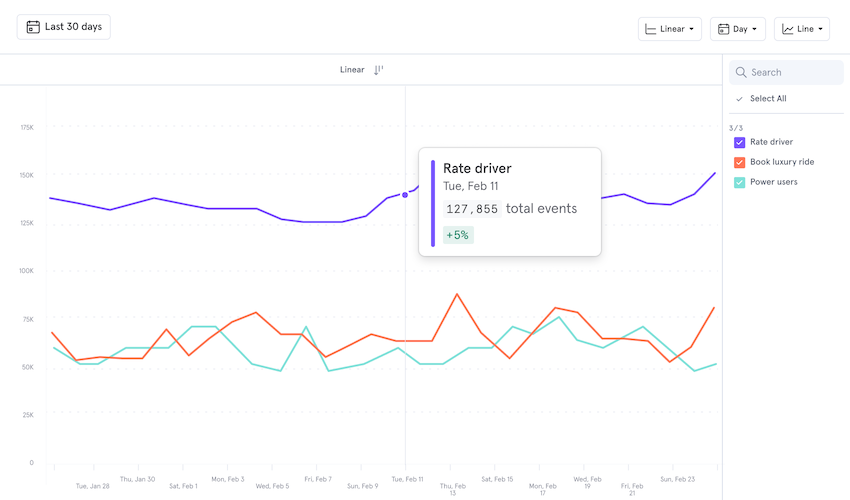 Last 30 days
Linear
Day
Line
Linear
Search
Select All
3/3
Rate driver
Book luxury ride
Power users
175K
150K
125K
100K
75K
50K
25K
0
Rate driver
Tue, Feb 11
127,855 total events
+5%
Tue, Jan 28
Thu, Jan 30
Sat, Feb 1
Mon, Feb 3
Wed, Feb 5
Fri, Feb 7
Sun, Feb 9
Tue, Feb 11
Thu, Feb
13
Sat, Feb 15
Mon, Feb
17
Wed, Feb
19
Fri, Feb
21
Sun, Feb 23